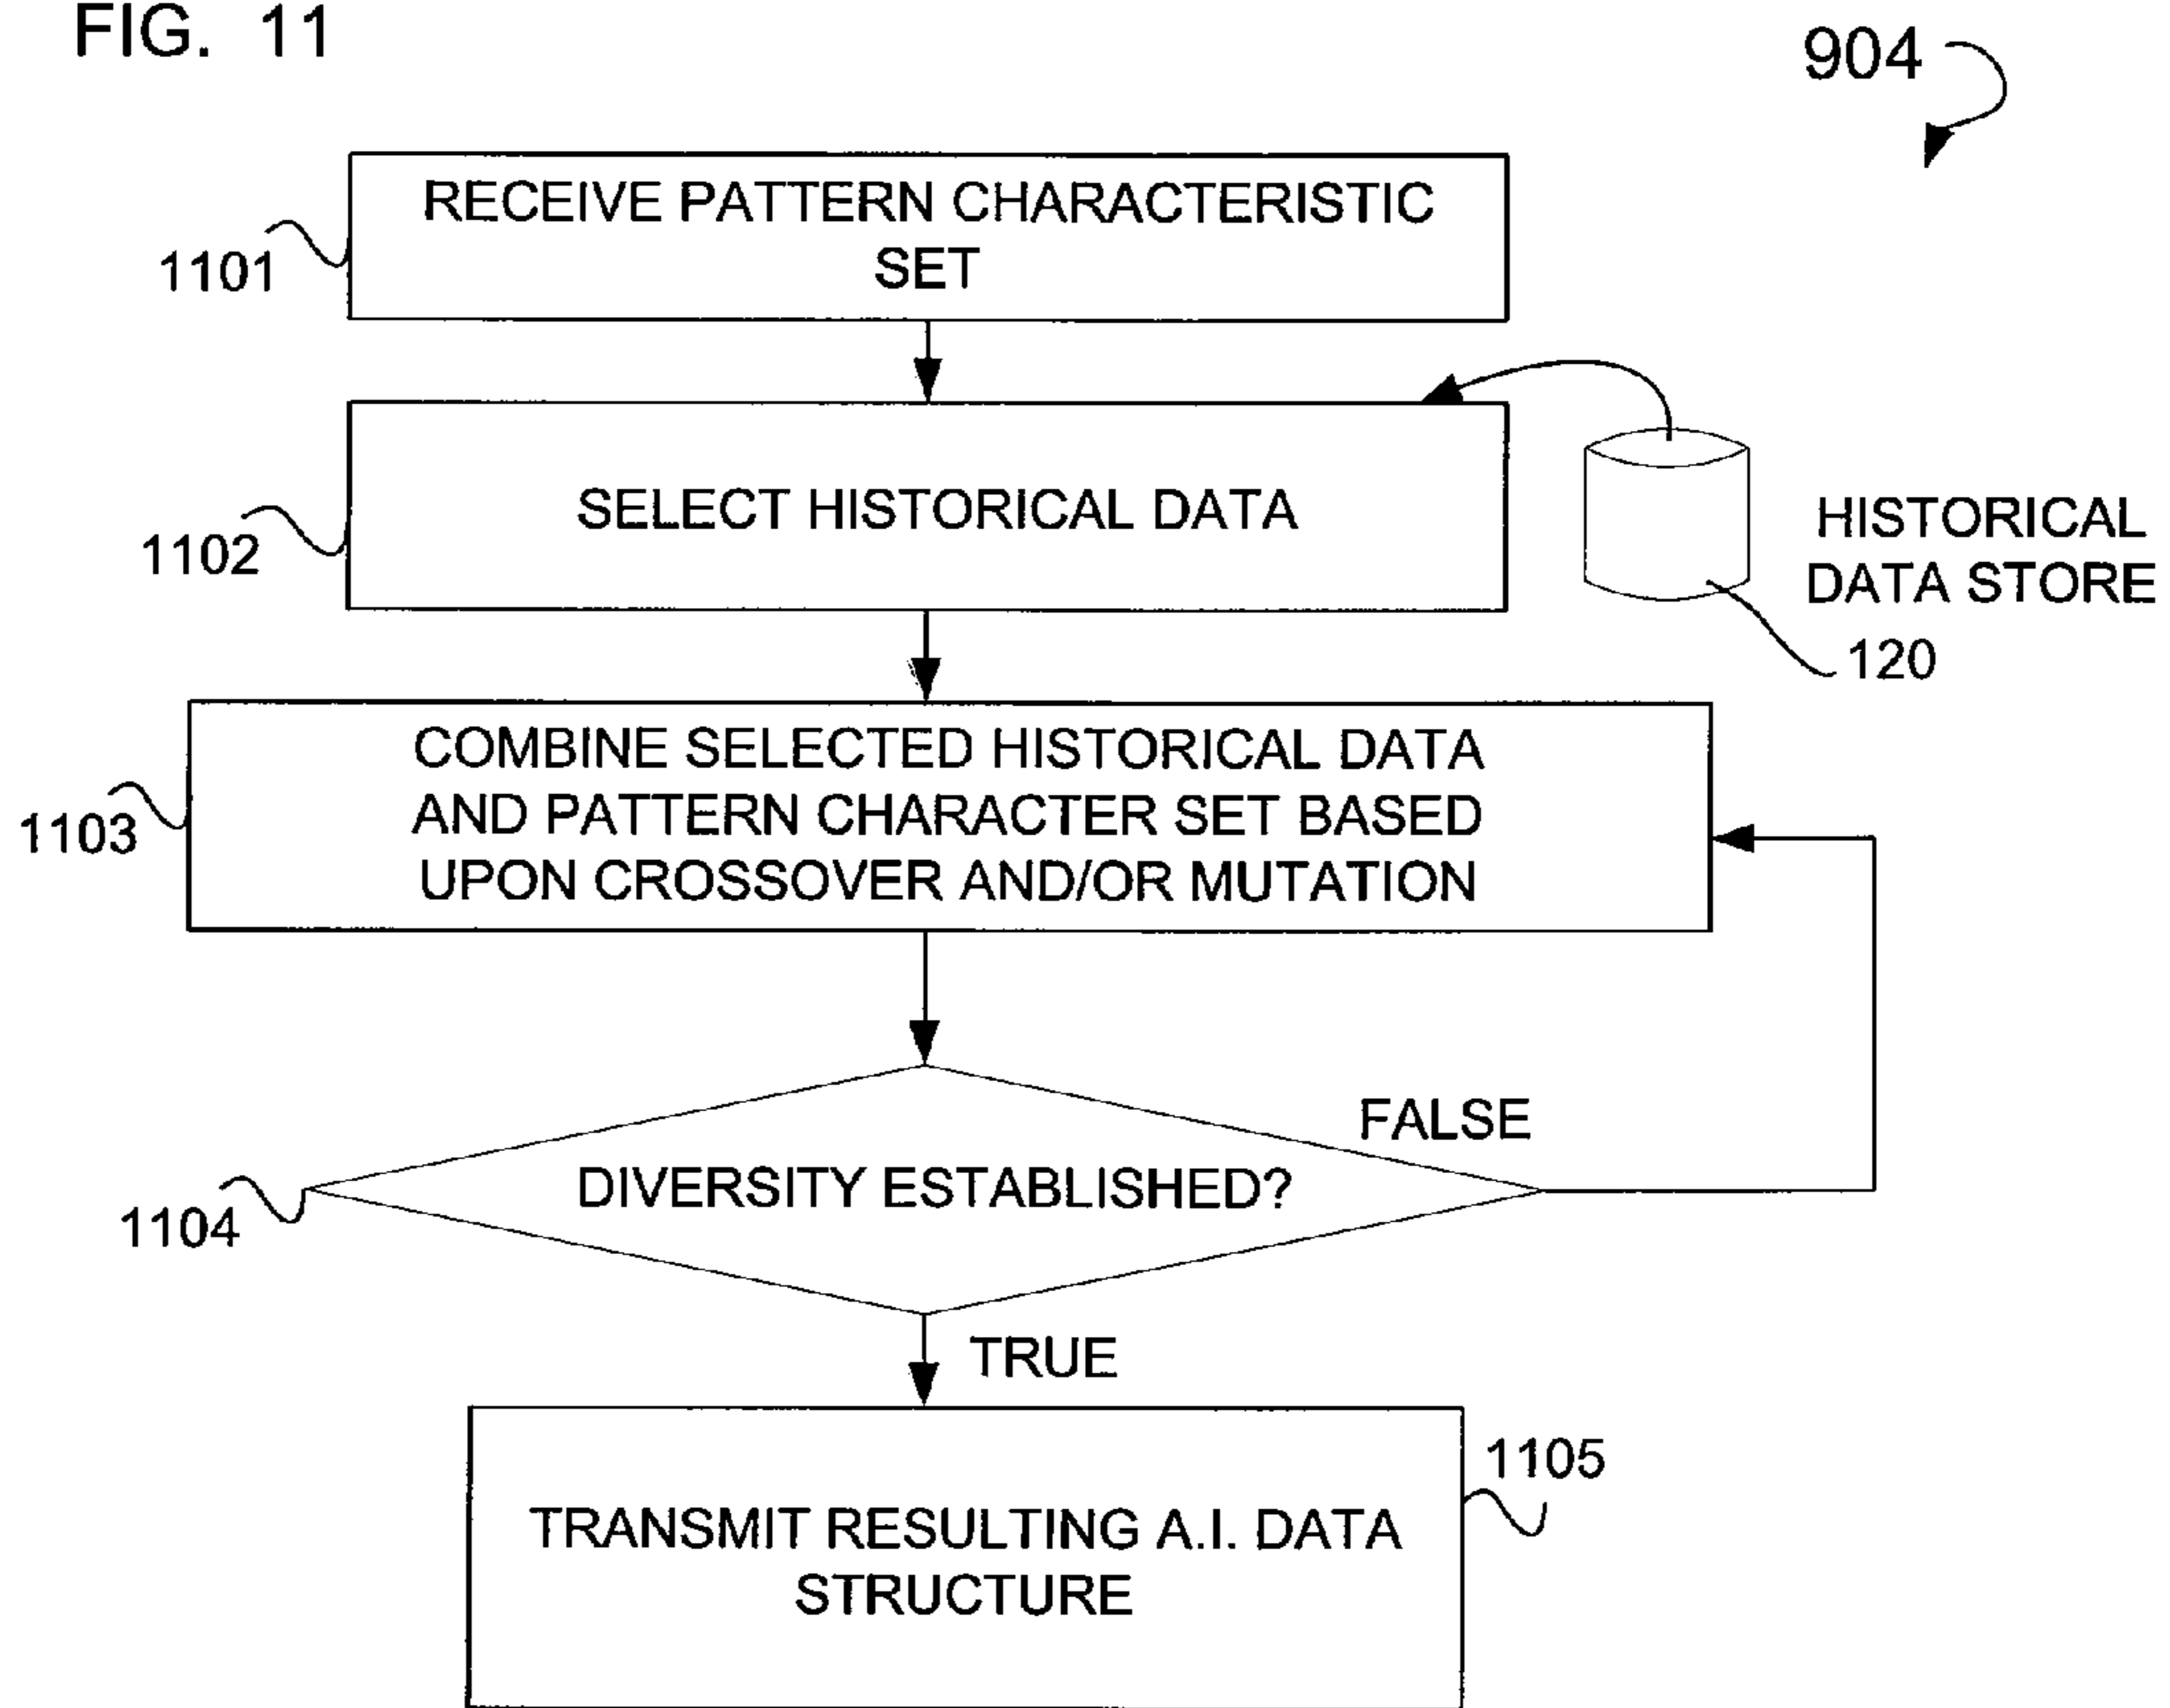 FIG. 11
904
RECEIVE PATTERN CHARACTERISTIC
SET
1101
SELECT HISTORICAL DATA
1102
HISTORICAL
DATA STORE
120
COMBINE SELECTED HISTORICAL DATA
AND PATTERN CHARACTER SET BASED
UPON CROSSOVER AND/OR MUTATION
1103
FALSE
DIVERSITY ESTABLISHED?
1104
TRUE
1105
TRANSMIT RESULTING A.I. DATA
STRUCTURE